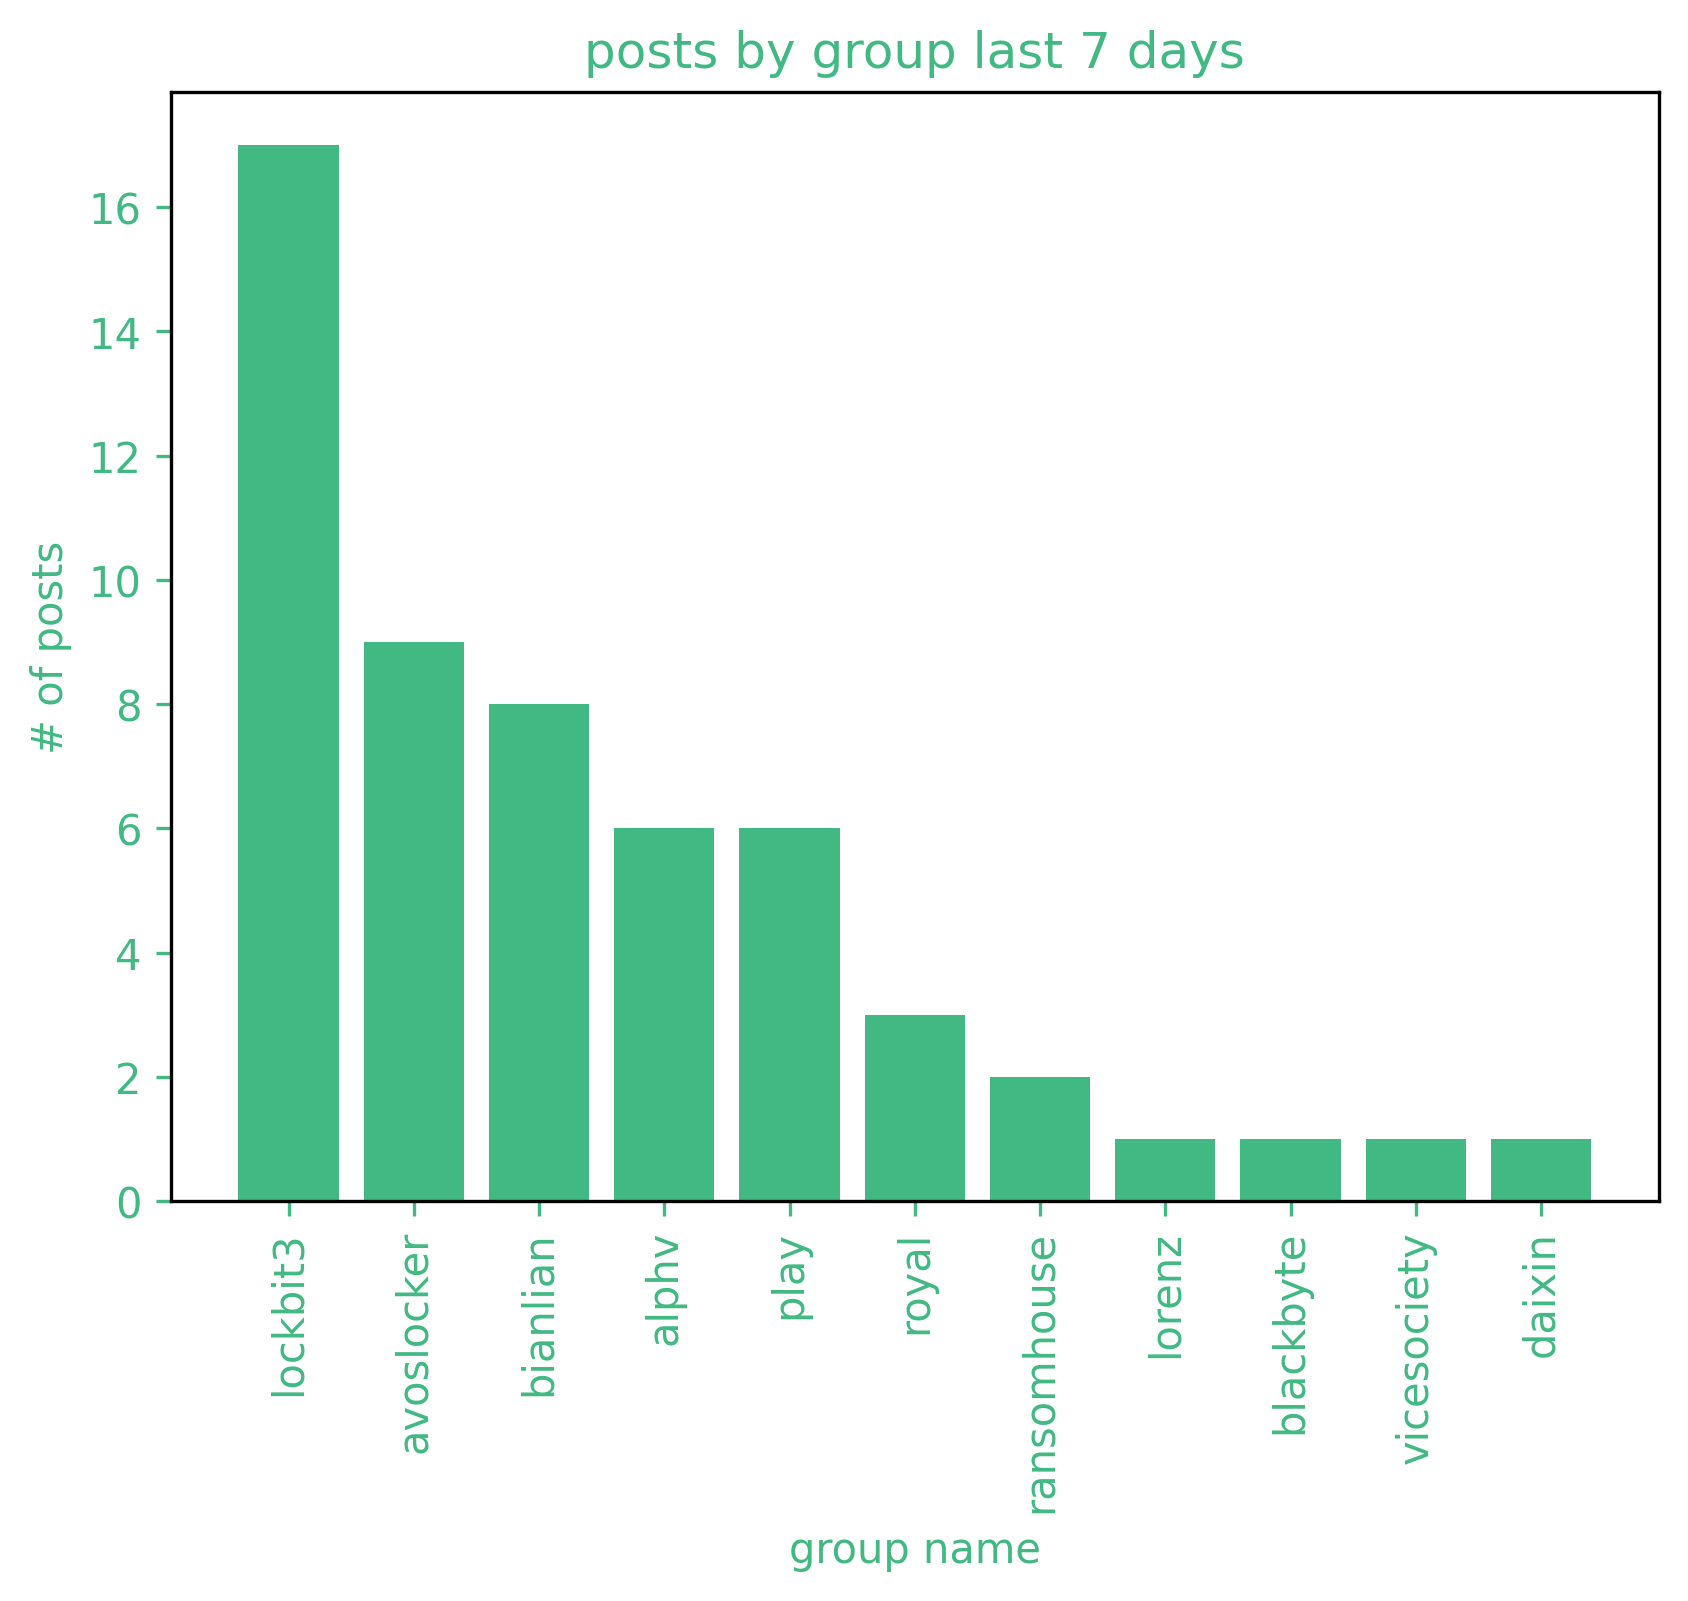 posts by group last 7 days
# of posts
16
14
12
10
8
6
4
2
0
lockbit3
avoslocker
bianlian
alphv
play
royal
ransomhouse
lorenz
blackbyte
vicesociety
daixin
group name